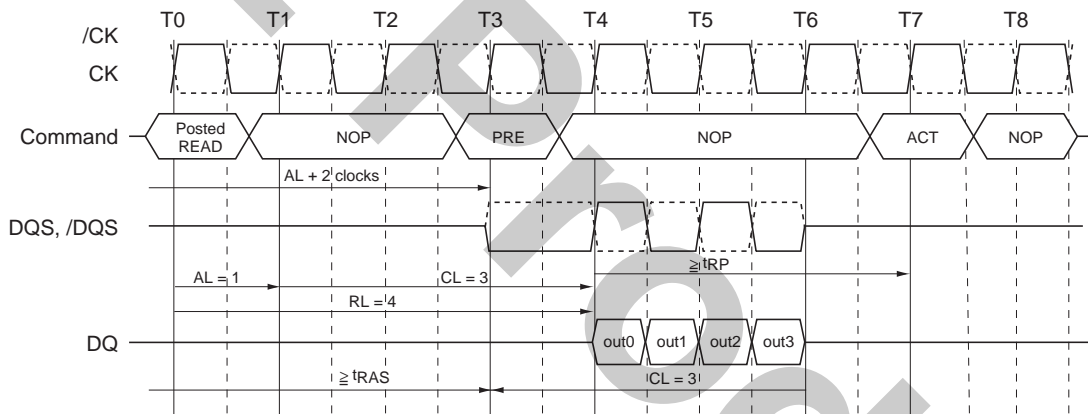 T0 T1 T2 T3 T4 T5 T6 T7 T8
/CK
CK
Command Posted READ NOP PRE NOP ACT NOP
AL + 2 clocks
DQS, /DQS
≧ tRP
AL = 1 CL = 3
RL = 4
DQ out0 out1 out2 out3
≧ tRAS CL = 3